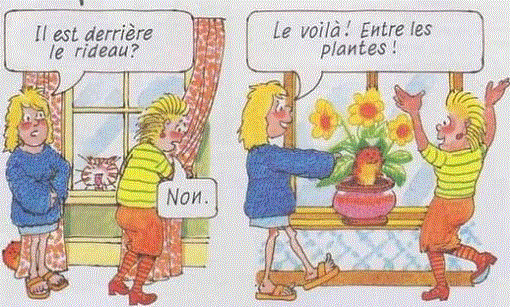 Il est derrière
le rideau?
Non.
Le voilà! Entre les
plantes!